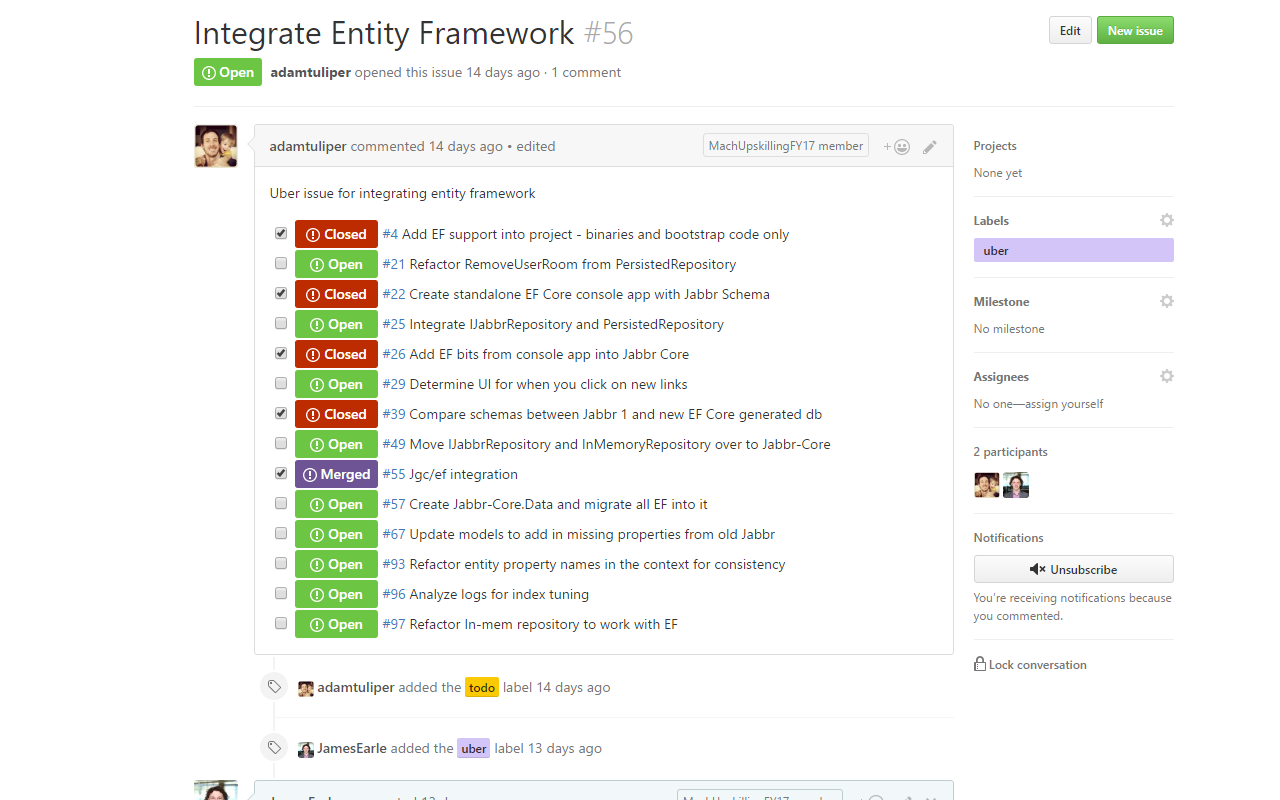 Integrate Entity Framework #56
Edit
New issue
Open adamtuliper opened this issue 14 days ago · 1 comment
adamtuliper commented 14 days ago • edited
MachUpskillingFY17 member
Uber issue for integrating entity framework
Closed #4 Add EF support into project - binaries and bootstrap code only
Open #21 Refactor RemoveUserRoom from PersistedRepository
Closed #22 Create standalone EF Core console app with Jabbr Schema
Open #25 Integrate IJabbrRepository and PersistedRepository
Closed #26 Add EF bits from console app into Jabbr Core
Open #29 Determine UI for when you click on new links
Closed #39 Compare schemas between Jabbr 1 and new EF Core generated db
Open #49 Move IJabbrRepository and InMemoryRepository over to Jabbr-Core
Merged #55 Jgc/ef integration
Open #57 Create Jabbr-Core.Data and migrate all EF into it
Open #67 Update models to add in missing properties from old Jabbr
Open #93 Refactor entity property names in the context for consistency
Open #96 Analyze logs for index tuning
Open #97 Refactor In-mem repository to work with EF
adamtuliper added the todo label 14 days ago
JamesEarle added the uber label 13 days ago
Projects
None yet
Labels
uber
Milestone
No milestone
Assignees
No one—assign yourself
2 participants
Notifications
Unsubscribe
You're receiving notifications because
you commented.
Lock conversation